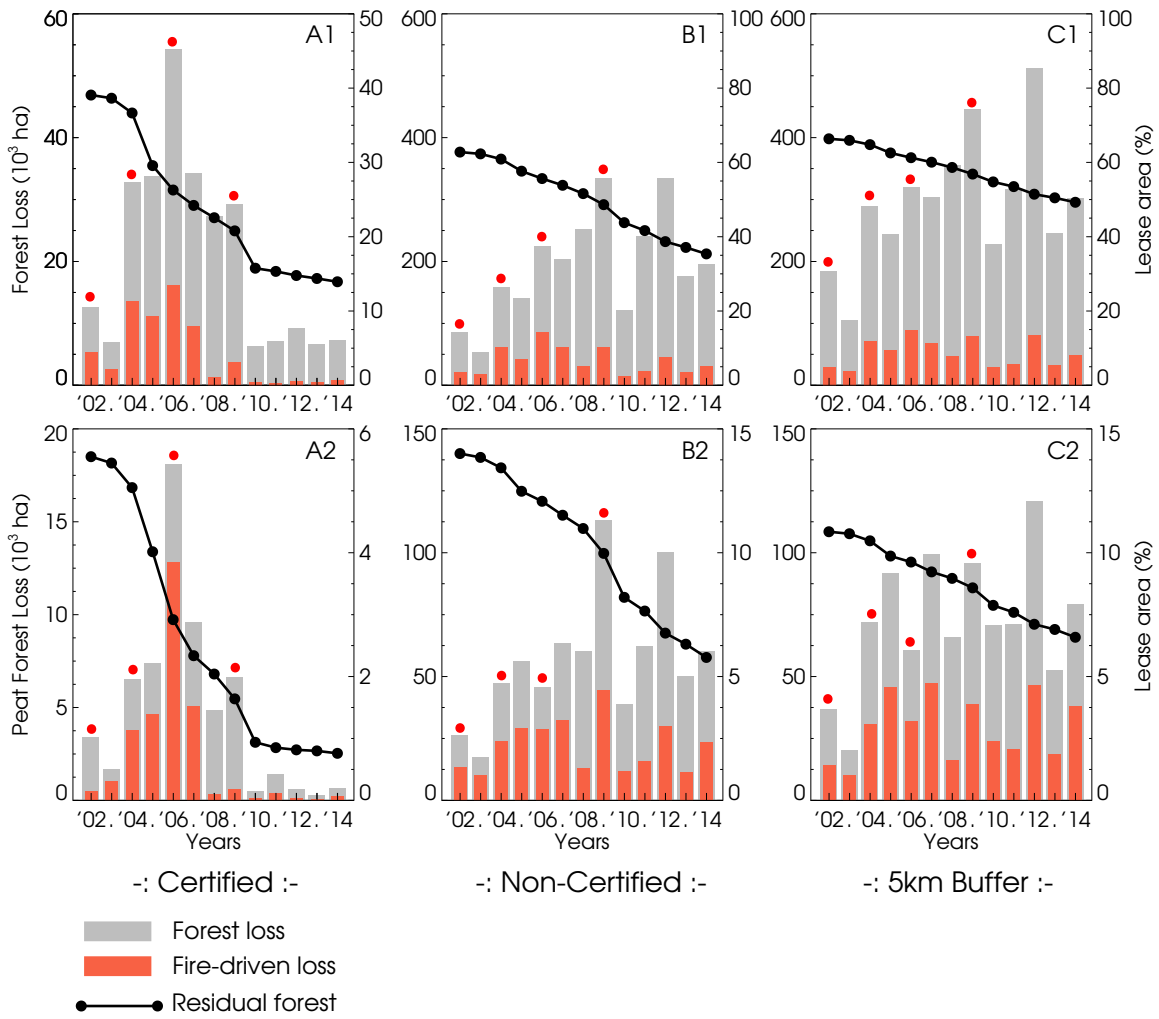 A1
B1
C1
Forest Loss (10³ ha)
60
40
20
0
50
40
30
20
10
0
600
400
200
0
100
80
60
40
20
0
600
400
200
0
100
80
60
40
20
0
Lease area (%)
'02 . '04 . '06 . '08 . '10 . '12 . '14
'02 . '04 . '06 . '08 . '10 . '12 . '14
'02 . '04 . '06 . '08 . '10 . '12 . '14
A2
B2
C2
Peat Forest Loss (10³ ha)
20
15
10
5
0
6
4
2
0
150
100
50
0
15
10
5
0
150
100
50
0
15
10
5
0
Lease area (%)
'02 . '04 . '06 . '08 . '10 . '12 . '14
'02 . '04 . '06 . '08 . '10 . '12 . '14
'02 . '04 . '06 . '08 . '10 . '12 . '14
Years
Years
Years
-: Certified :-
-: Non-Certified :-
-: 5km Buffer :-
Forest loss
Fire-driven loss
Residual forest